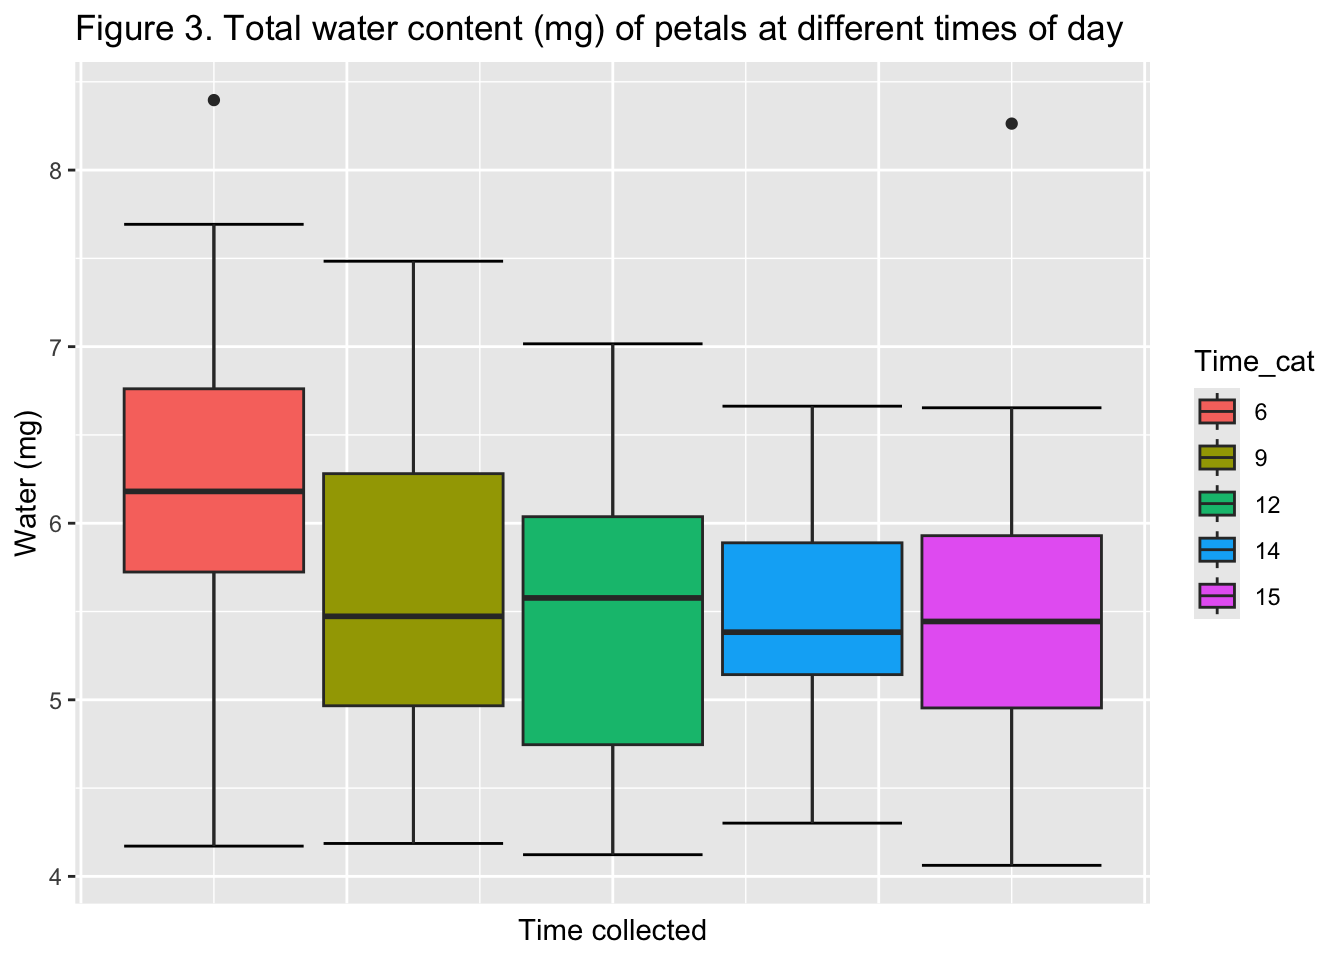 Figure 3. Total water content (mg) of petals at different times of day
8
7
6
5
4
Water (mg)
Time collected
Time_cat
6
9
12
14
15